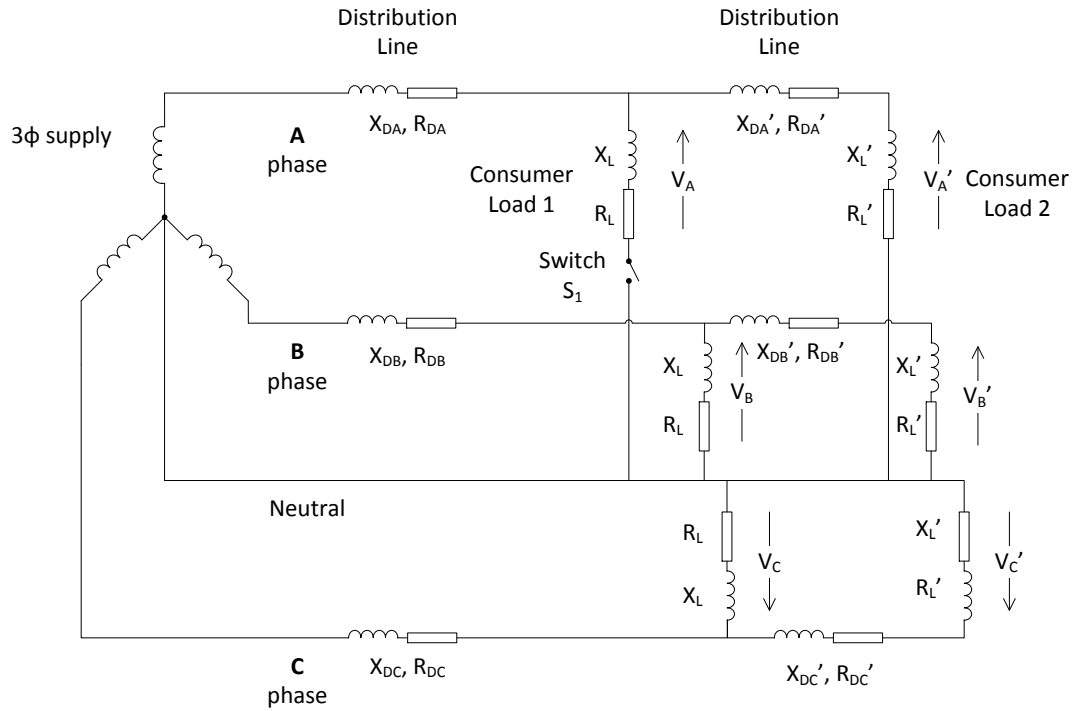 Distribution
Line
Distribution
Line
3ϕ supply
A
phase
X_DA, R_DA
X_DA', R_DA'
Consumer
Load 1
X_L
R_L
V_A
X_L'
R_L'
V_A'
Consumer
Load 2
Switch
S₁
B
phase
X_DB, R_DB
X_DB', R_DB'
X_L
R_L
V_B
X_L'
R_L'
V_B'
Neutral
R_L
X_L
V_C
X_L'
R_L'
V_C'
C
phase
X_DC, R_DC
X_DC', R_DC'